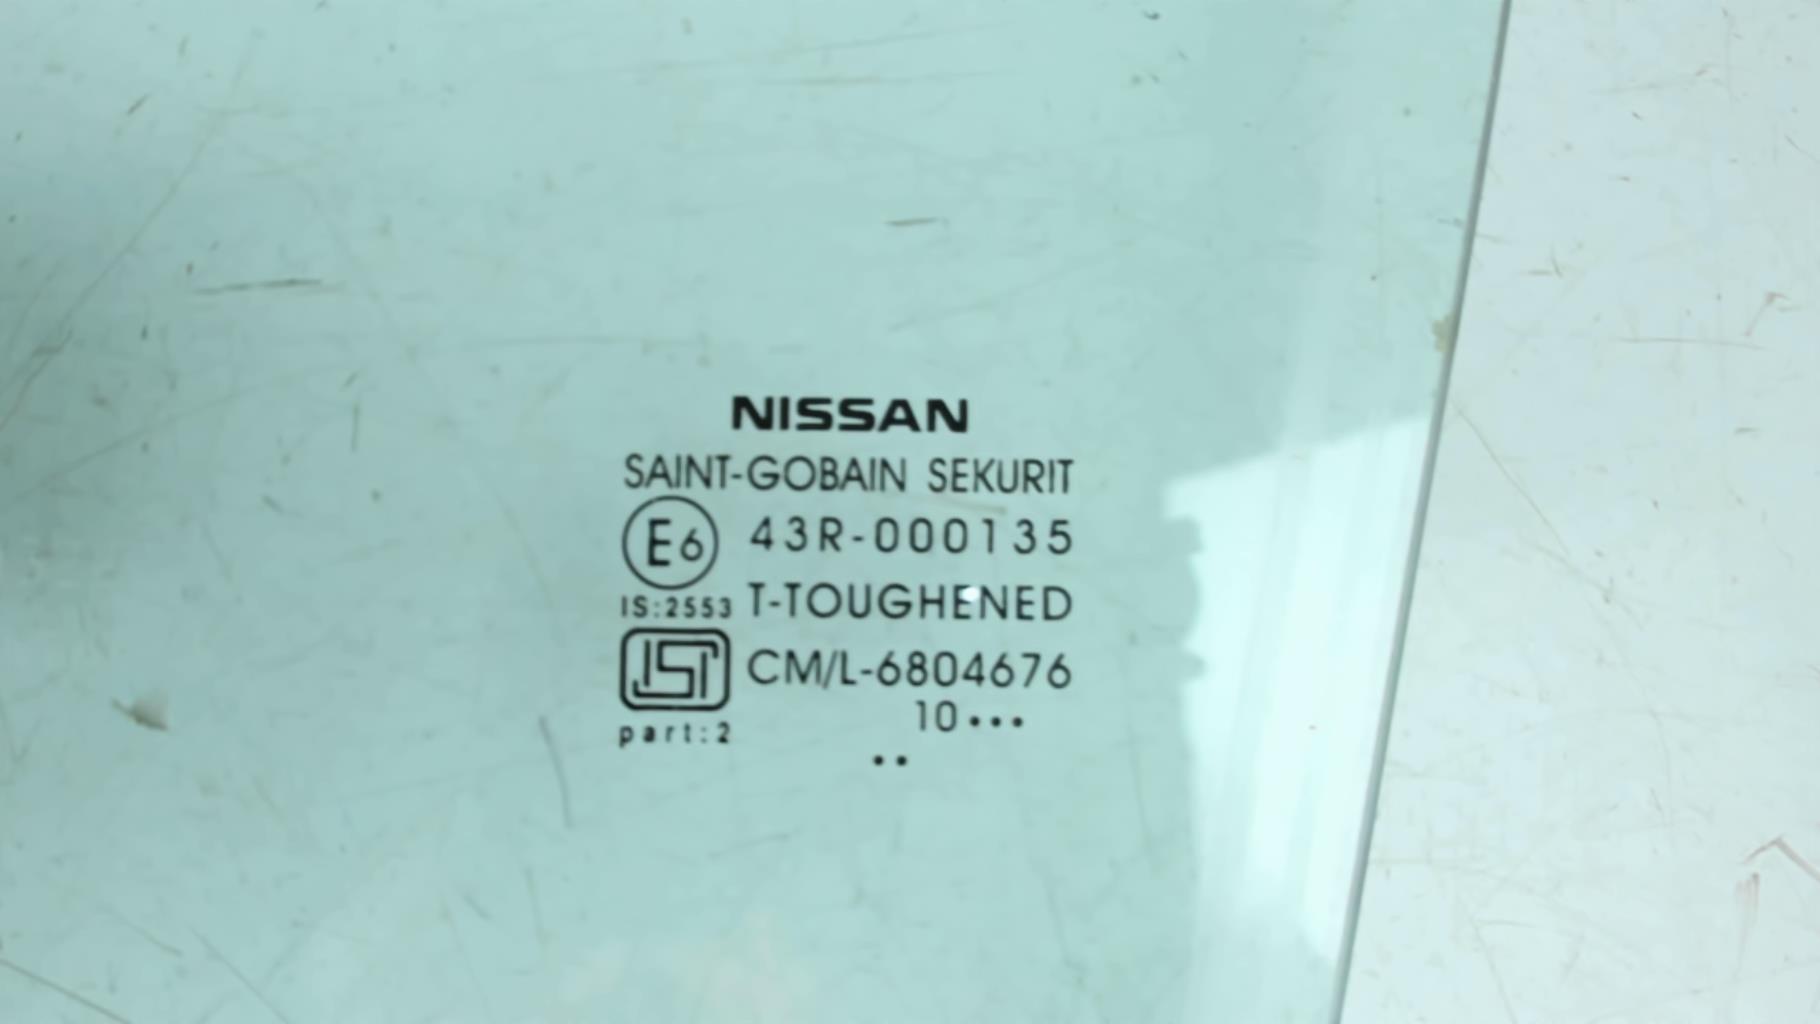 NISSAN
SAINT-GOBAIN SEKURIT
E6 43R-000135
IS:2553 T-TOUGHENED
ISI CM/L-6804676
10•••
part:2
••